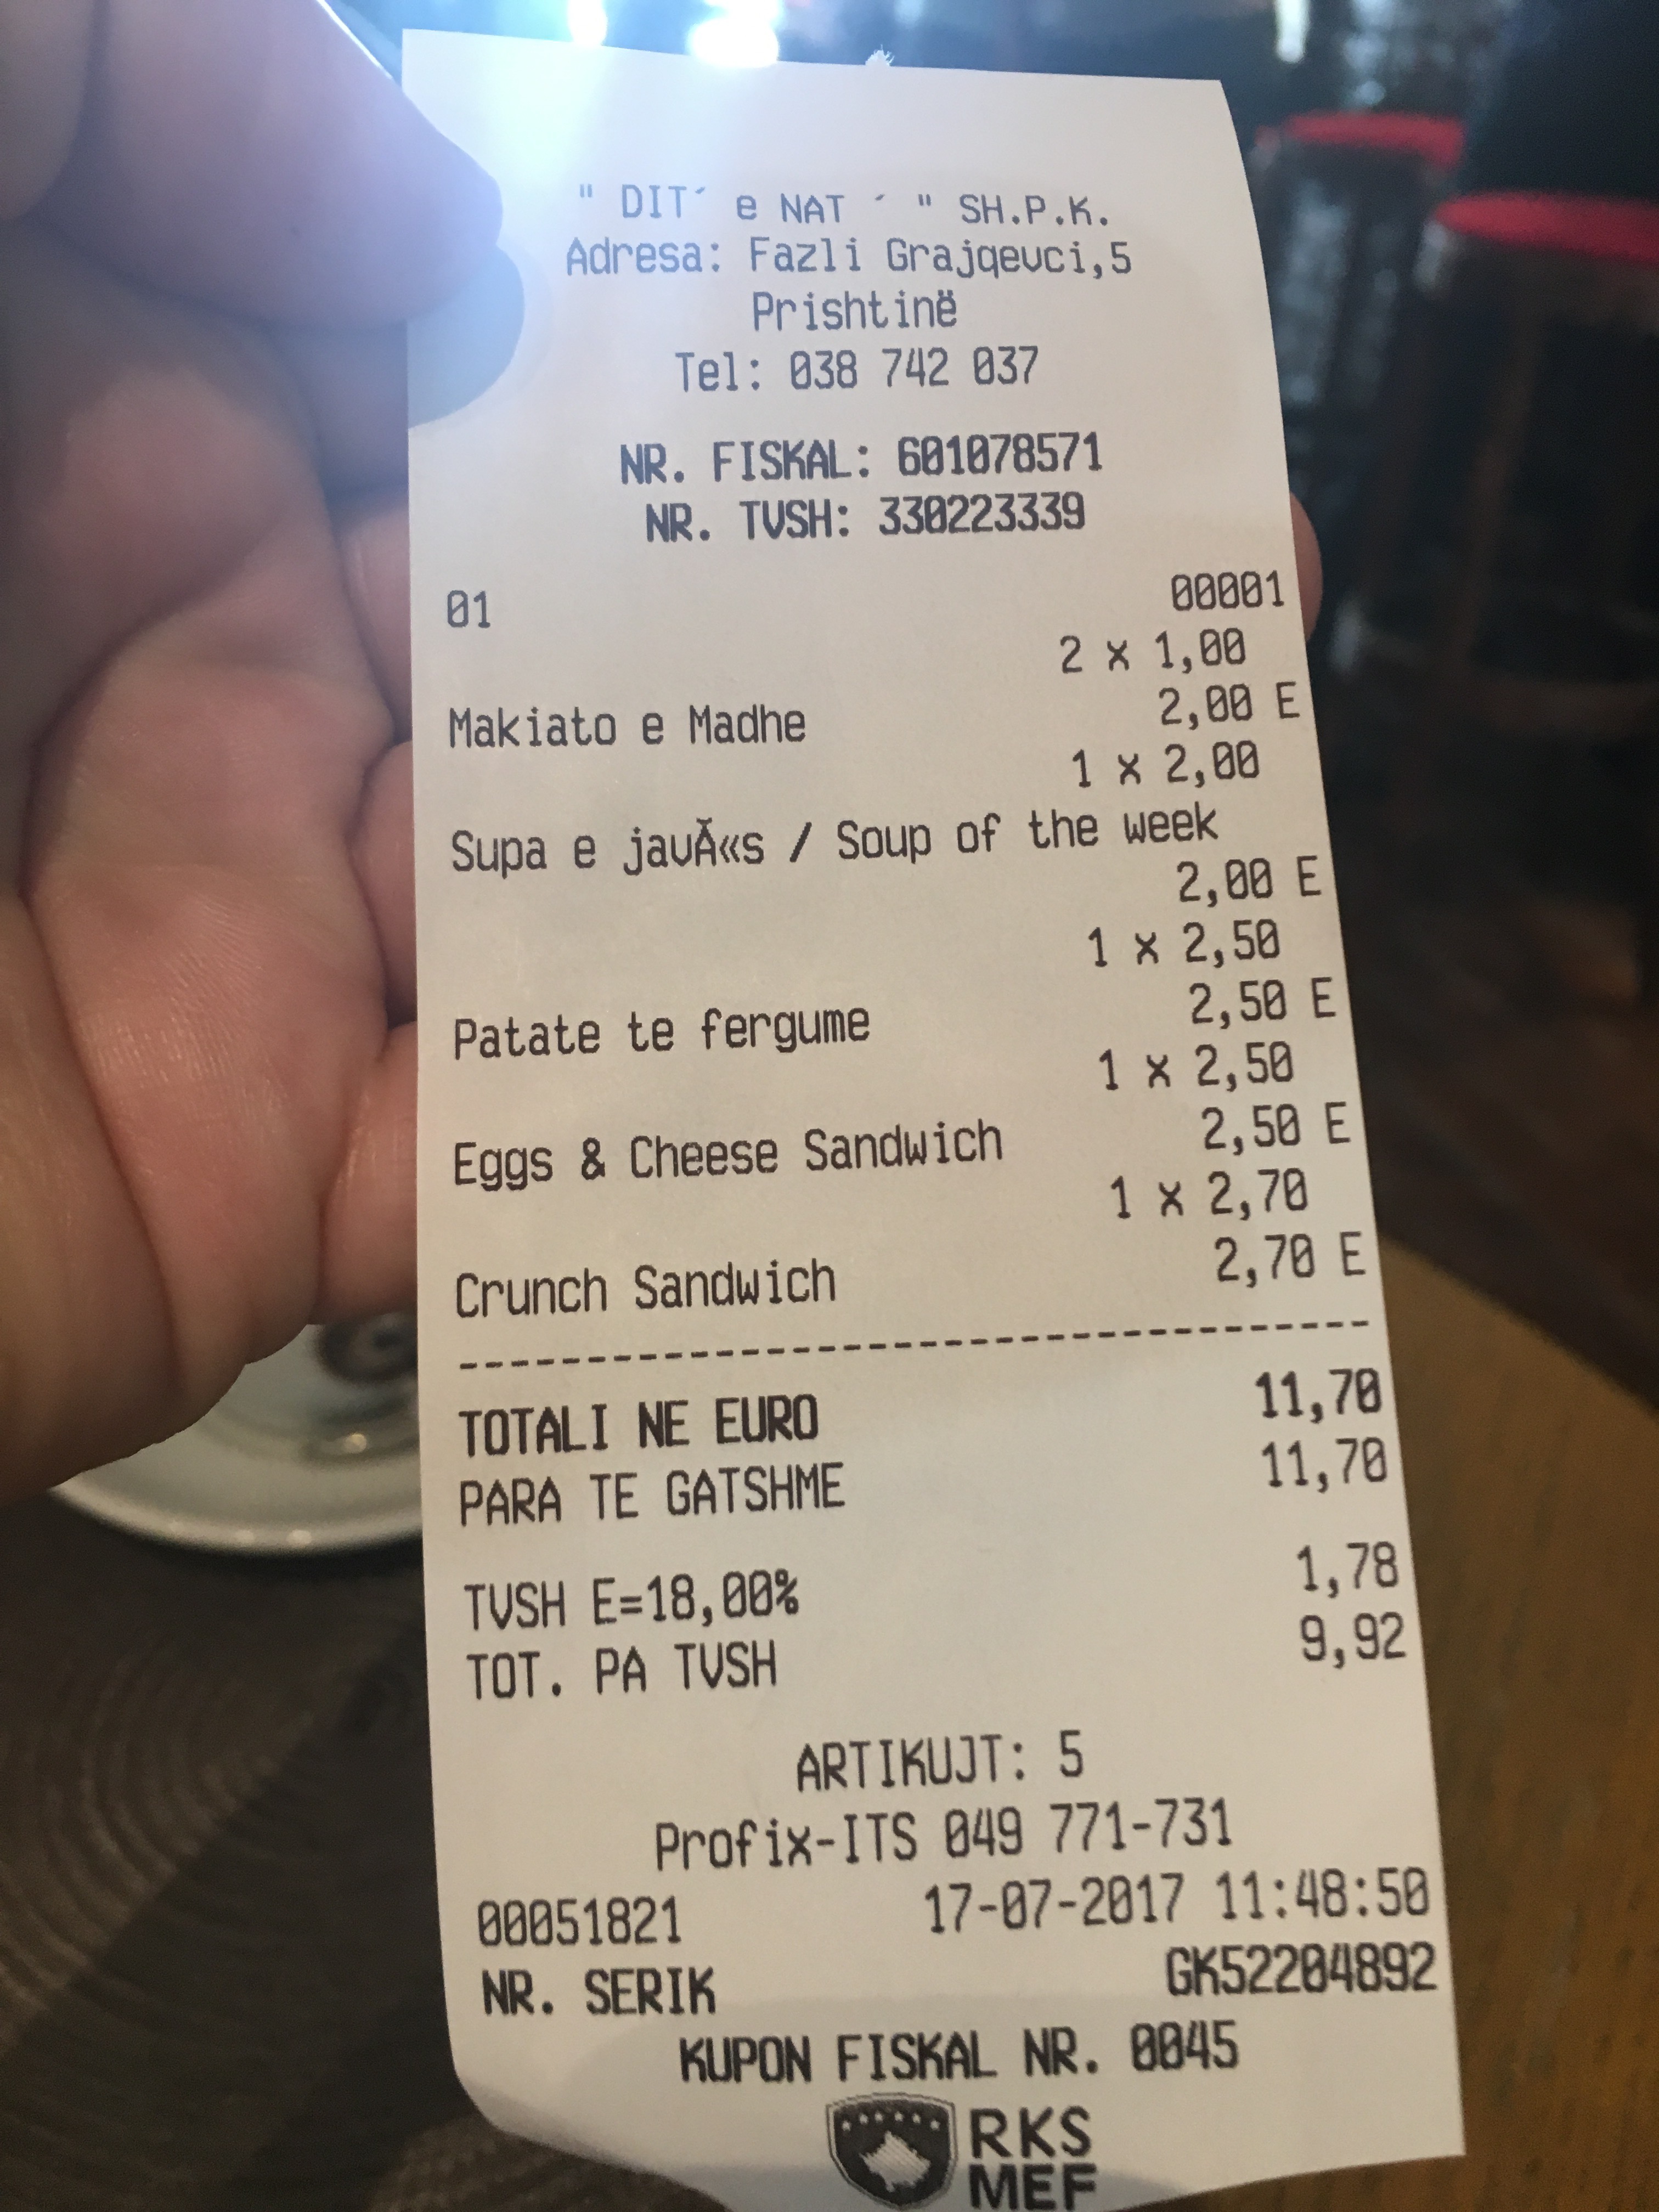 " DIT´ e NAT ´ " SH.P.K.
Adresa: Fazli Grajqevci,5
Prishtinë
Tel: 038 742 037
NR. FISKAL: 601078571
NR. TVSH: 330223339
01 00001
2 x 1,00
Makiato e Madhe 2,00 E
1 x 2,00
Supa e javÃ«s / Soup of the week
2,00 E
1 x 2,50
Patate te fergume 2,50 E
1 x 2,50
Eggs & Cheese Sandwich 2,50 E
1 x 2,70
Crunch Sandwich 2,70 E
TOTALI NE EURO 11,70
PARA TE GATSHME 11,70
TVSH E=18,00% 1,78
TOT. PA TVSH 9,92
ARTIKUJT: 5
Profix-ITS 049 771-731
00051821 17-07-2017 11:48:50
NR. SERIK GK52204892
KUPON FISKAL NR. 0045
RKS
MEF